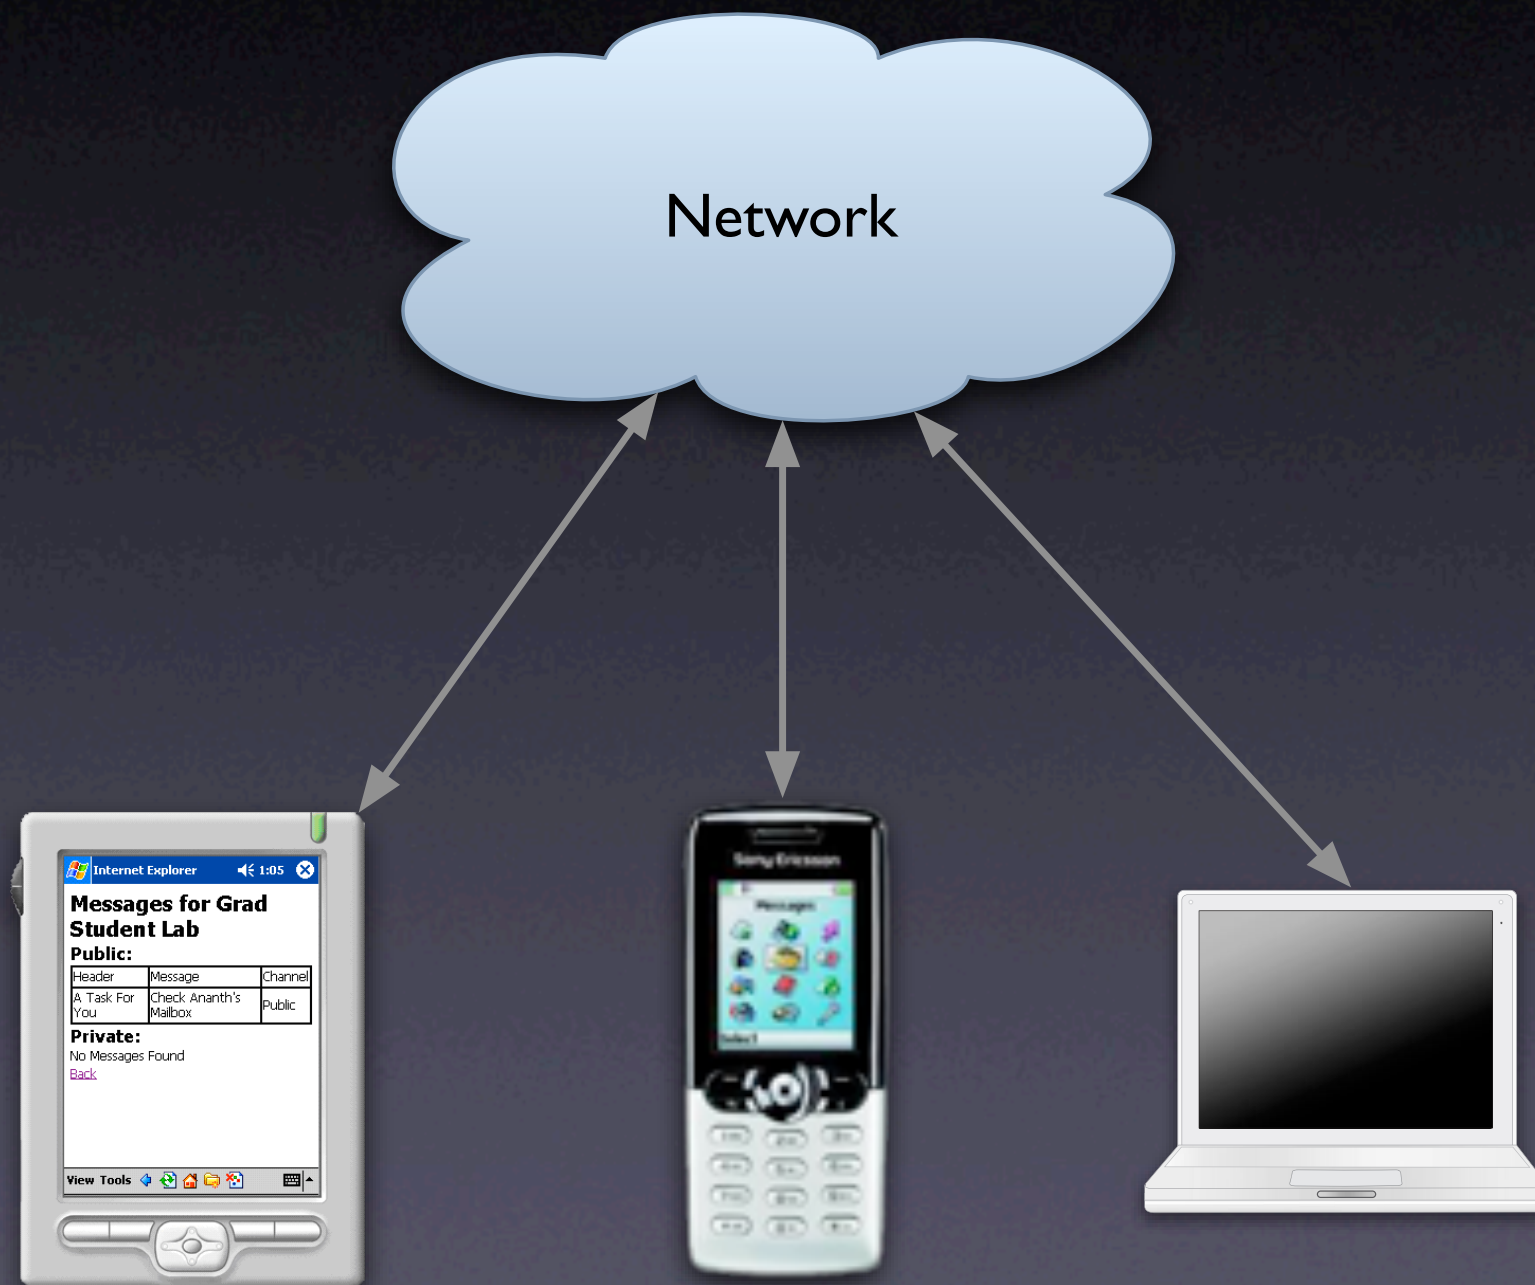 Network
Internet Explorer 1:05
Messages for Grad
Student Lab
Public:
Header Message Channel
A Task For You Check Ananth's Mailbox Public
Private:
No Messages Found
Back
View Tools
Sony Ericsson
Messages
Select